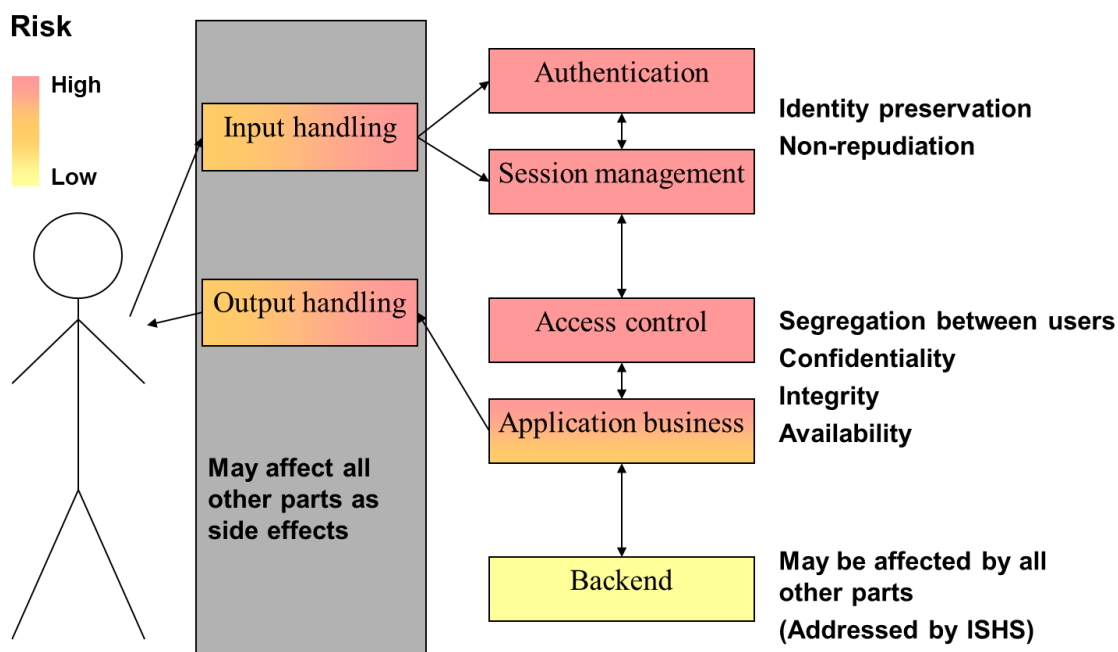 Risk
High
Low
Input handling
Output handling
May affect all
other parts as
side effects
Authentication
Session management
Identity preservation
Non-repudiation
Access control
Application business
Segregation between users
Confidentiality
Integrity
Availability
Backend
May be affected by all
other parts
(Addressed by ISHS)